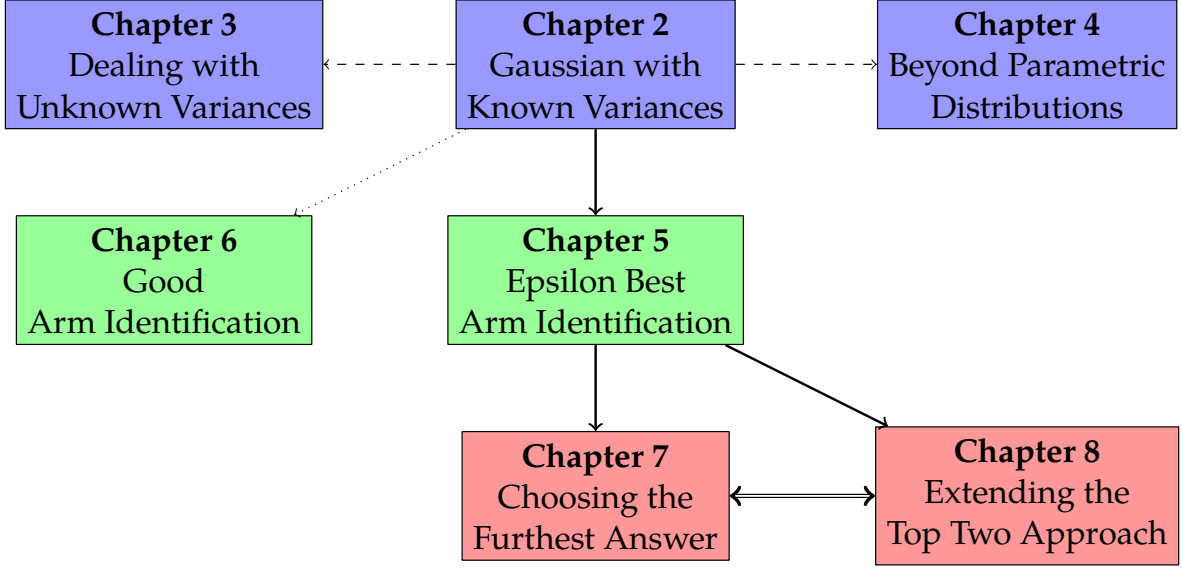 Chapter 3
Dealing with
Unknown Variances
Chapter 2
Gaussian with
Known Variances
Chapter 4
Beyond Parametric
Distributions
Chapter 6
Good
Arm Identification
Chapter 5
Epsilon Best
Arm Identification
Chapter 7
Choosing the
Furthest Answer
Chapter 8
Extending the
Top Two Approach